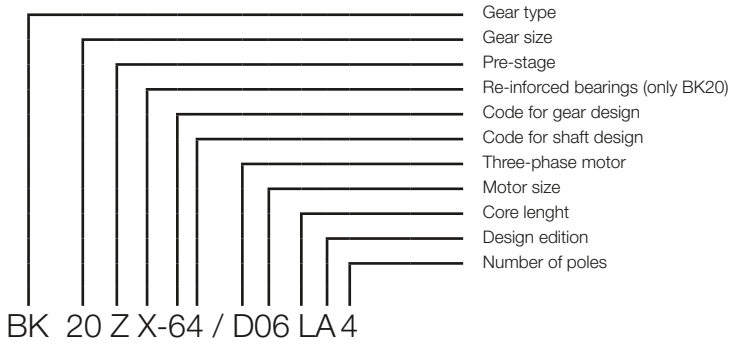 Gear type
Gear size
Pre-stage
Re-inforced bearings (only BK20)
Code for gear design
Code for shaft design
Three-phase motor
Motor size
Core lenght
Design edition
Number of poles
BK 20 Z X-64 / D06 LA 4